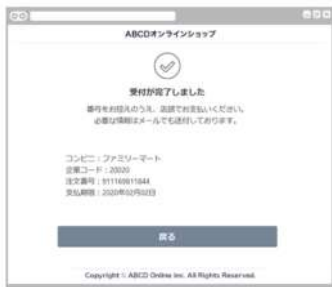 ABCDオンラインショップ
受付が完了しました
番号をお控えのうえ、店頭でお支払いください。
必要な情報はメールでも送付しております。
コンビニ：ファミリーマート
企業コード：20020
注文番号：911169811644
支払期限：2020年02月02日
戻る
Copyright © ABCD Online Inc. All Rights Reserved.